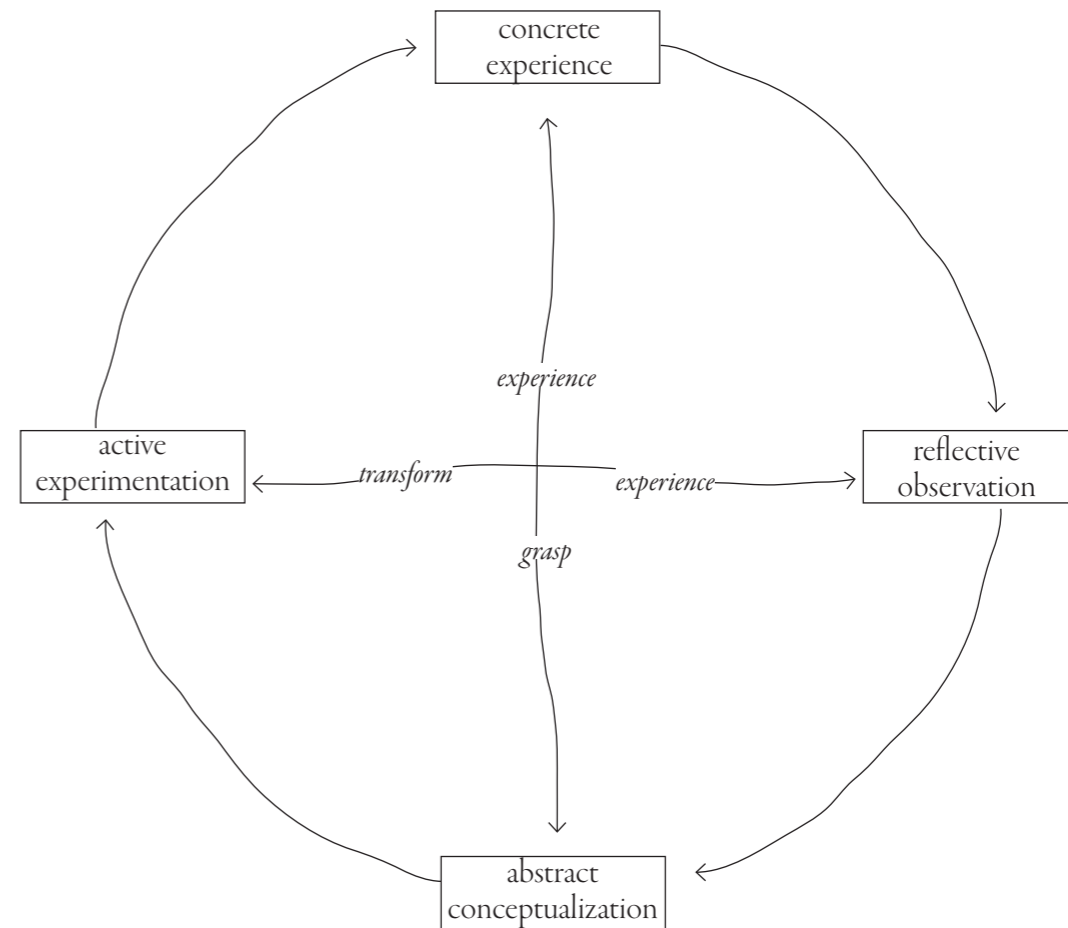 concrete
experience
experience
active
experimentation
transform
experience
reflective
observation
grasp
abstract
conceptualization